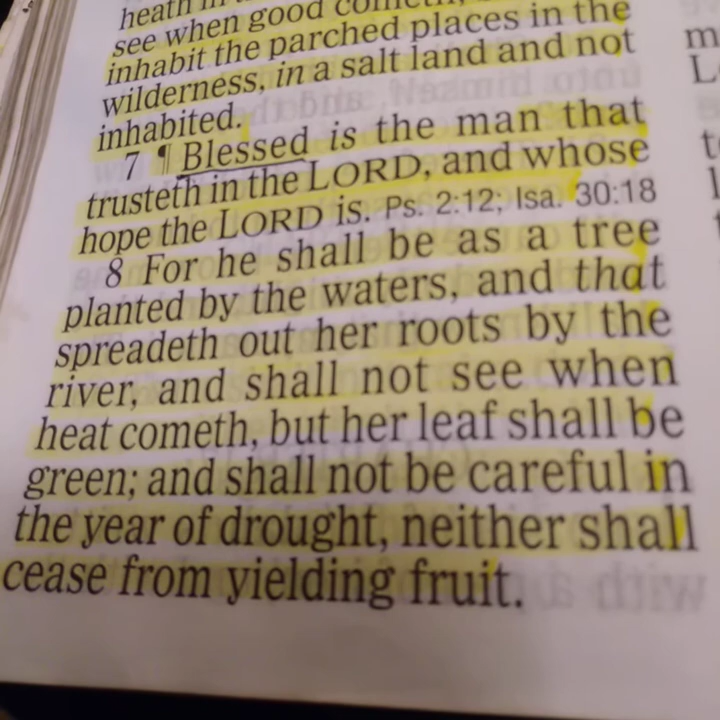 heath in
see when good cometh,
inhabit the parched places in the
wilderness, in a salt land and not
inhabited.
7 ¶ Blessed is the man that
trusteth in the LORD, and whose
hope the LORD is. Ps. 2:12; Isa. 30:18
8 For he shall be as a tree
planted by the waters, and that
spreadeth out her roots by the
river, and shall not see when
heat cometh, but her leaf shall be
green; and shall not be careful in
the year of drought, neither shall
cease from yielding fruit.